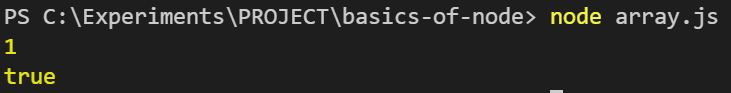 PS C:\Experiments\PROJECT\basics-of-node> node array.js
1
true